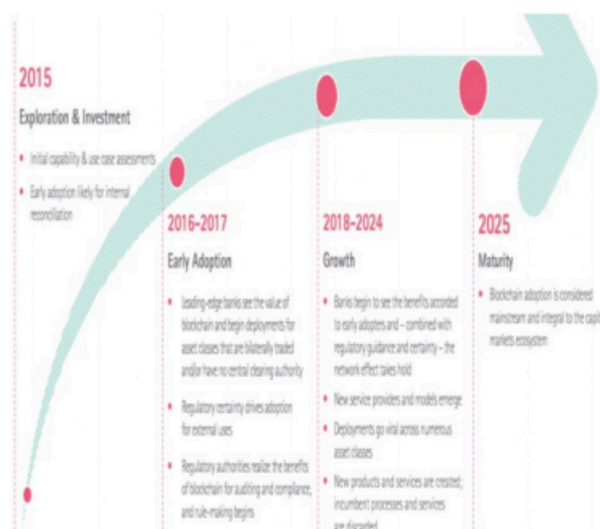 2015
Exploration & Investment
Initial capability & use case assessments
Early adoption likely for internal
reconciliation
2016-2017
Early Adoption
Leading-edge banks see the value of
blockchain and begin deployments for
asset classes that are bilaterally traded
and/or have no central clearing authority
Regulatory certainty drives adoption
for external uses
Regulatory authorities realize the benefits
of blockchain for auditing and compliance,
and rule-making begins
2018-2024
Growth
Banks begin to see the benefits accorded
to early adopters and – combined with
regulatory guidance and certainty – the
network effect takes hold
New service providers and models emerge
Deployments go viral across numerous
asset classes
New products and services are created;
incumbent processes and services
are discarded
2025
Maturity
Blockchain adoption is considered
mainstream and integral to the capit
markets ecosystem